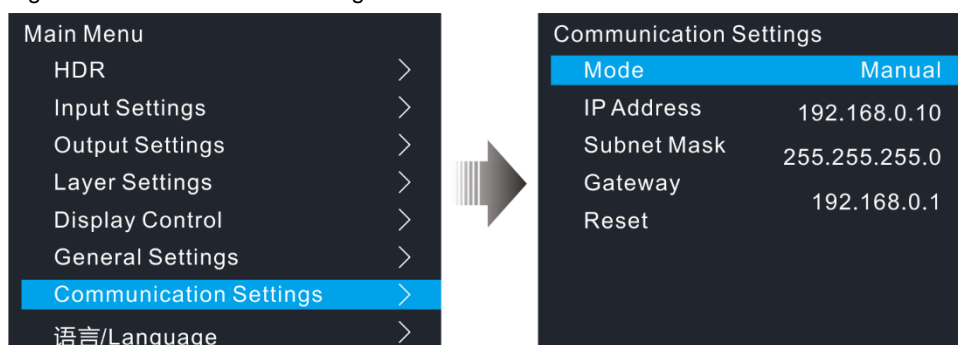 Main Menu
HDR
Input Settings
Output Settings
Layer Settings
Display Control
General Settings
Communication Settings
语言/Language
Communication Settings
Mode Manual
IP Address 192.168.0.10
Subnet Mask 255.255.255.0
Gateway 192.168.0.1
Reset